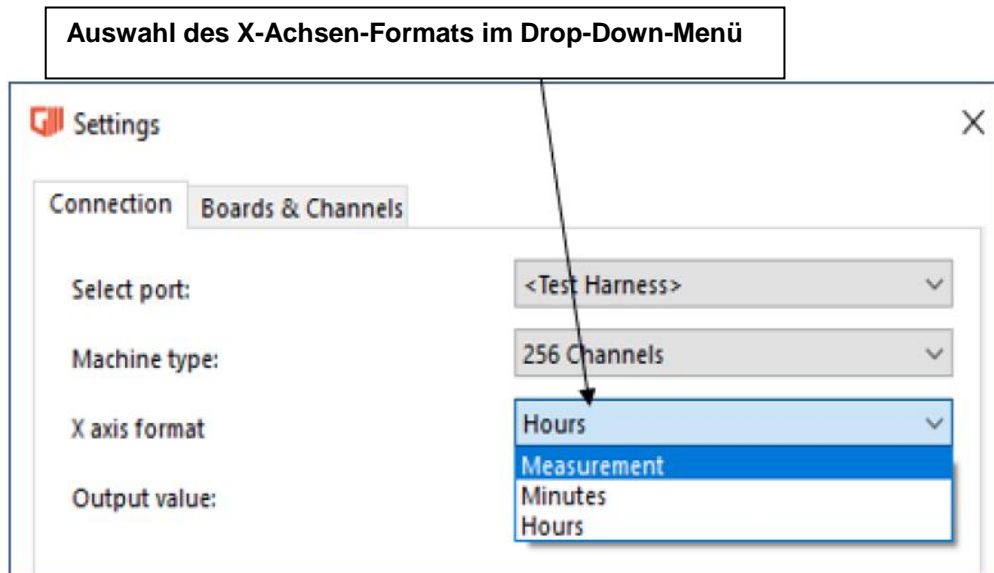 Auswahl des X-Achsen-Formats im Drop-Down-Menü
Gill Settings
Connection Boards & Channels
Select port: <Test Harness>
Machine type: 256 Channels
X axis format Hours
Measurement
Minutes
Output value:
Hours